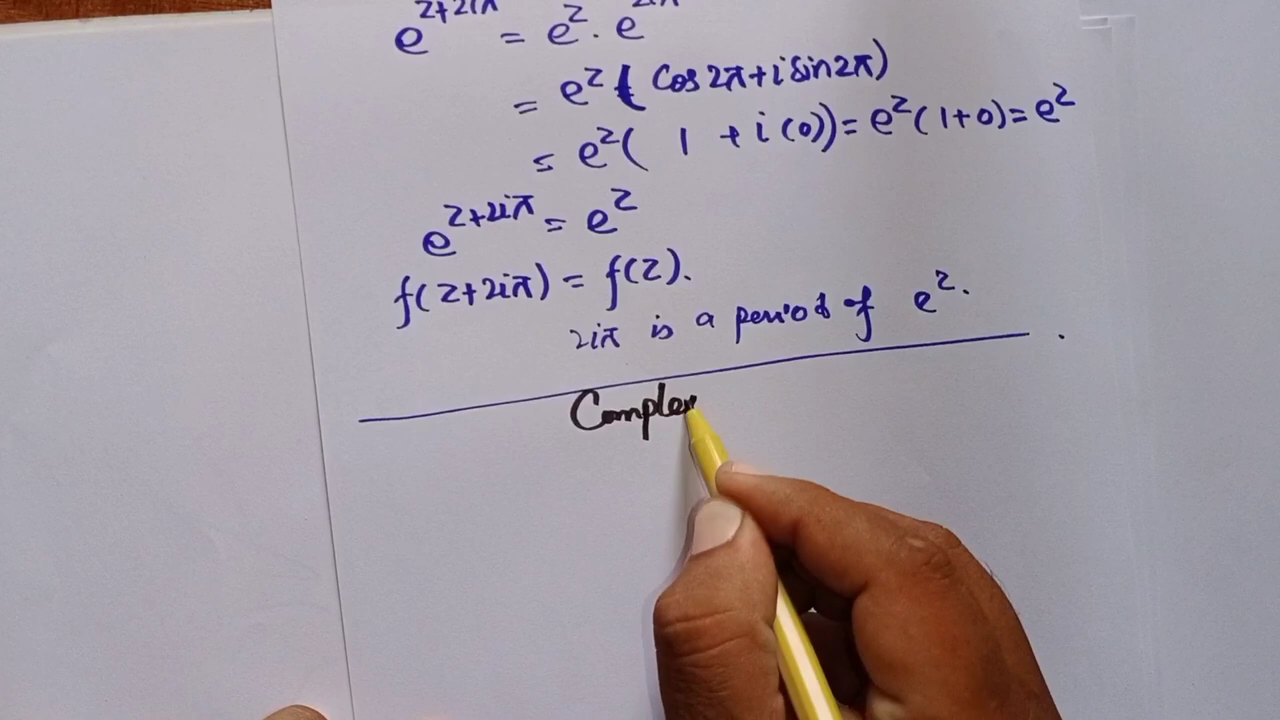 e^{z+2iπ} = e^z . e^{2iπ}
= e^z ( Cos 2π + i Sin 2π)
= e^z ( 1 + i (0)) = e^z (1+0) = e^z
e^{z+2iπ} = e^z
f(z+2iπ) = f(z).
2iπ is a period of e^z.
Complex